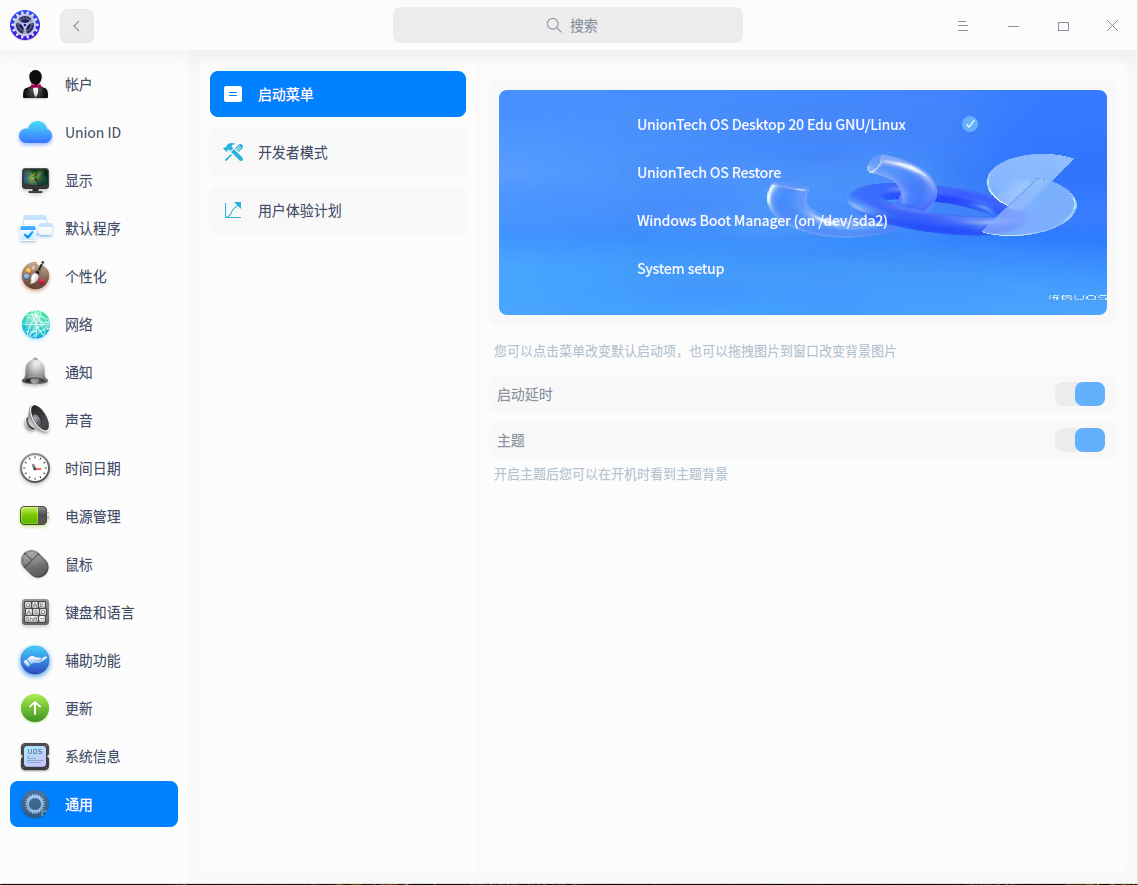 搜索
帐户
Union ID
显示
默认程序
个性化
网络
通知
声音
时间日期
电源管理
鼠标
键盘和语言
辅助功能
更新
系统信息
通用
启动菜单
开发者模式
用户体验计划
UnionTech OS Desktop 20 Edu GNU/Linux
UnionTech OS Restore
Windows Boot Manager (on /dev/sda2)
System setup
统信UOS
您可以点击菜单改变默认启动项，也可以拖拽图片到窗口改变背景图片
启动延时
主题
开启主题后您可以在开机时看到主题背景